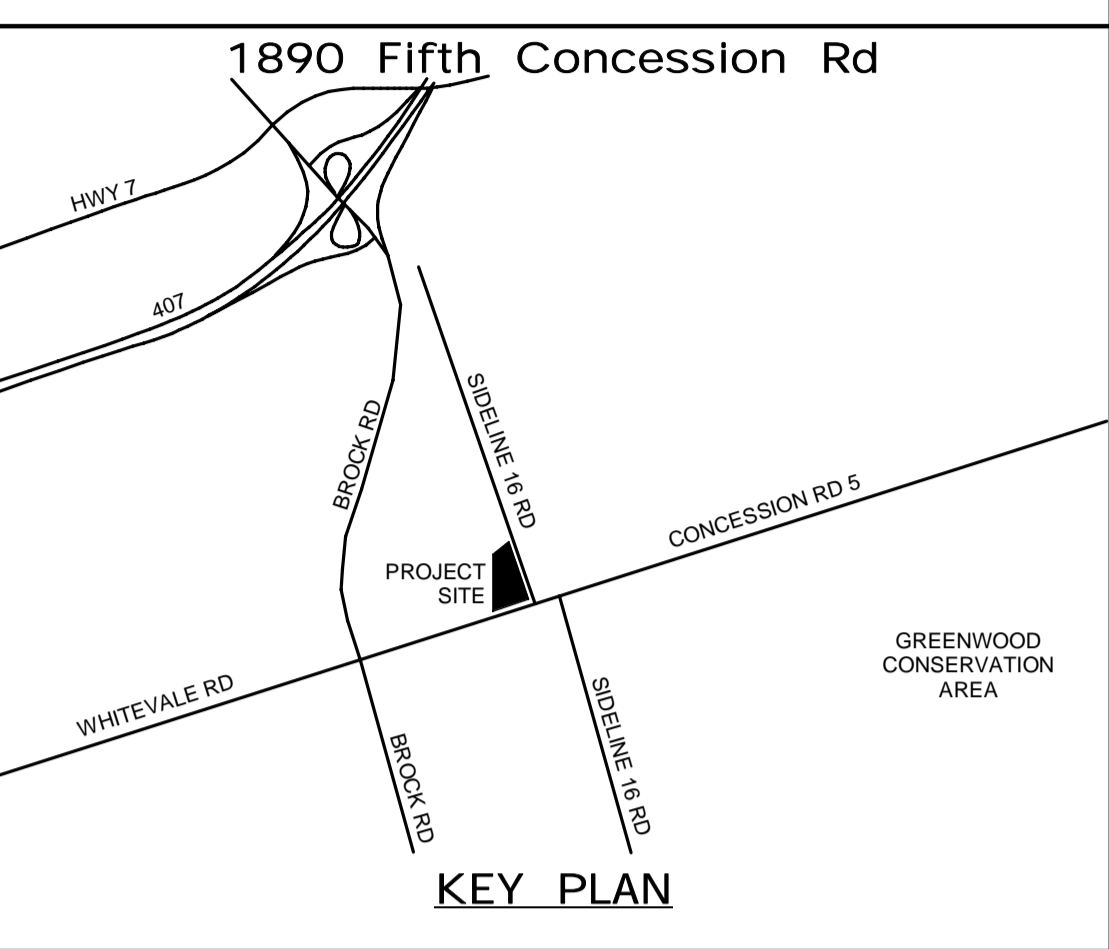 1890 Fifth Concession Rd
HWY 7
407
SIDELINE 16 RD
BROCK RD
CONCESSION RD 5
PROJECT
SITE
GREENWOOD
CONSERVATION
AREA
WHITEVALE RD
SIDELINE 16 RD
BROCK RD
KEY PLAN